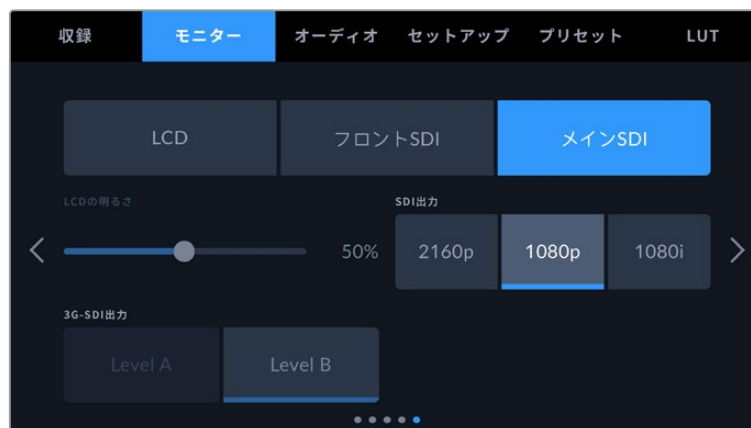 収録 モニター オーディオ セットアップ プリセット LUT
LCD フロントSDI メインSDI
LCDの明るさ SDI出力
50% 2160p 1080p 1080i
3G-SDI出力
Level A Level B